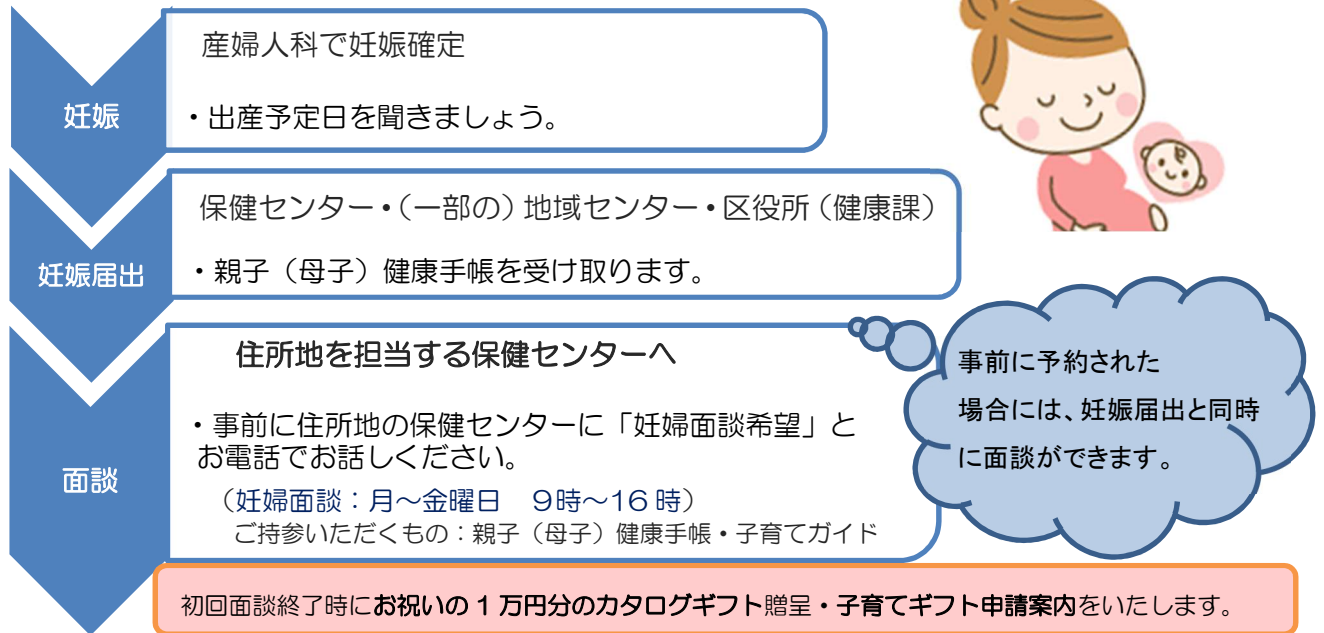 妊娠
産婦人科で妊娠確定
・出産予定日を聞きましょう。
妊娠届出
保健センター・（一部の）地域センター・区役所（健康課）
・親子（母子）健康手帳を受け取ります。
面談
住所地を担当する保健センターへ
・事前に住所地の保健センターに「妊婦面談希望」と
お電話でお話しください。
（妊婦面談：月～金曜日　9時～16時）
ご持参いただくもの：親子（母子）健康手帳・子育てガイド
事前に予約された
場合には、妊娠届出と同時
に面談ができます。
初回面談終了時にお祝いの1万円分のカタログギフト贈呈・子育てギフト申請案内をいたします。